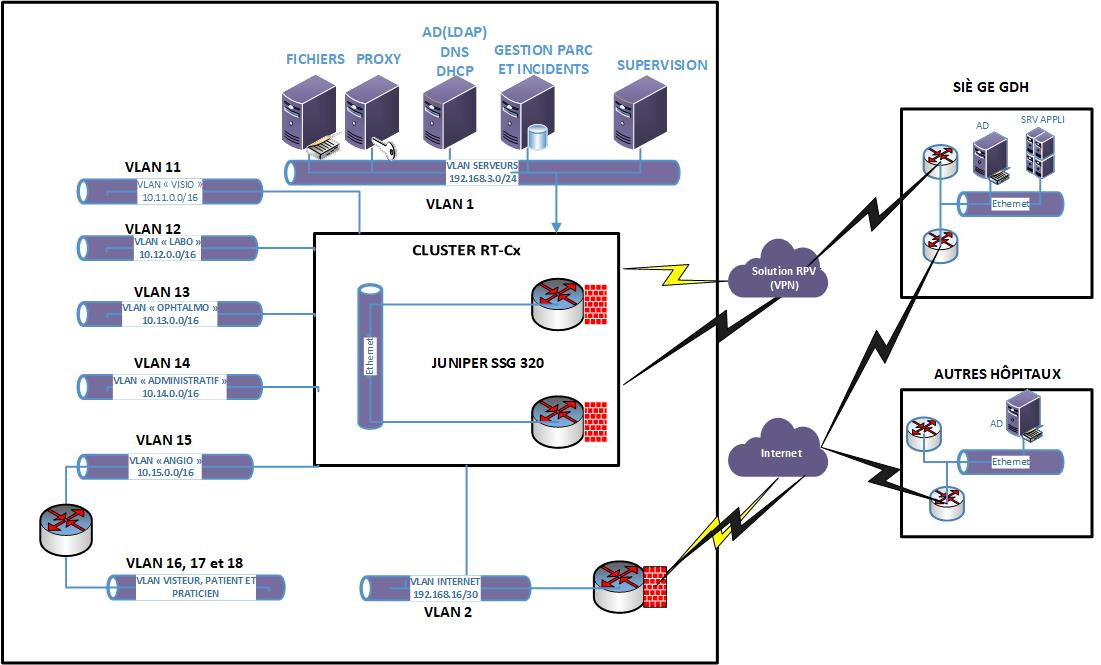 FICHIERS
PROXY
AD(LDAP)
DNS
DHCP
GESTION PARC
ET INCIDENTS
SUPERVISION
VLAN SERVEURS
192.168.3.0/24
VLAN 1
VLAN 11
VLAN « VISIO »
10.11.0.0/16
VLAN 12
VLAN « LABO »
10.12.0.0/16
VLAN 13
VLAN « OPHTALMO »
10.13.0.0/16
VLAN 14
VLAN « ADMINISTRATIF »
10.14.0.0/16
VLAN 15
VLAN «ANGIO »
10.15.0.0/16
VLAN 16, 17 et 18
VLAN VISTEUR, PATIENT ET
PRATICIEN
CLUSTER RT-Cx
Ethernet
JUNIPER SSG 320
VLAN INTERNET
192.168.16/30
VLAN 2
Solution RPV
(VPN)
Internet
SIÈ GE GDH
AD
SRV APPLI
Ethernet
AUTRES HÔPITAUX
AD
Ethernet